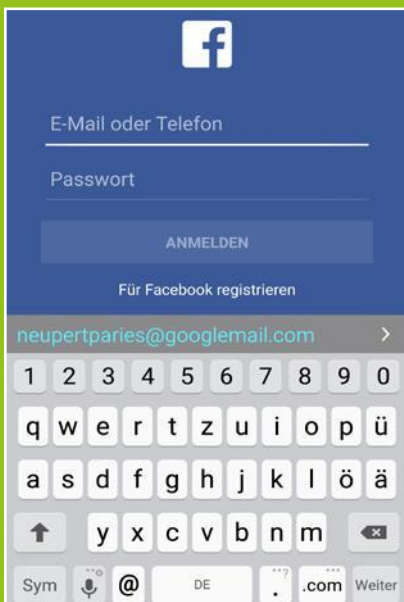 f
E-Mail oder Telefon
Passwort
ANMELDEN
Für Facebook registrieren
neupertparies@googlemail.com >
1 2 3 4 5 6 7 8 9 0
q w e r t z u i o p ü
a s d f g h j k l ö ä
y x c v b n m
Sym @ DE . .com Weiter